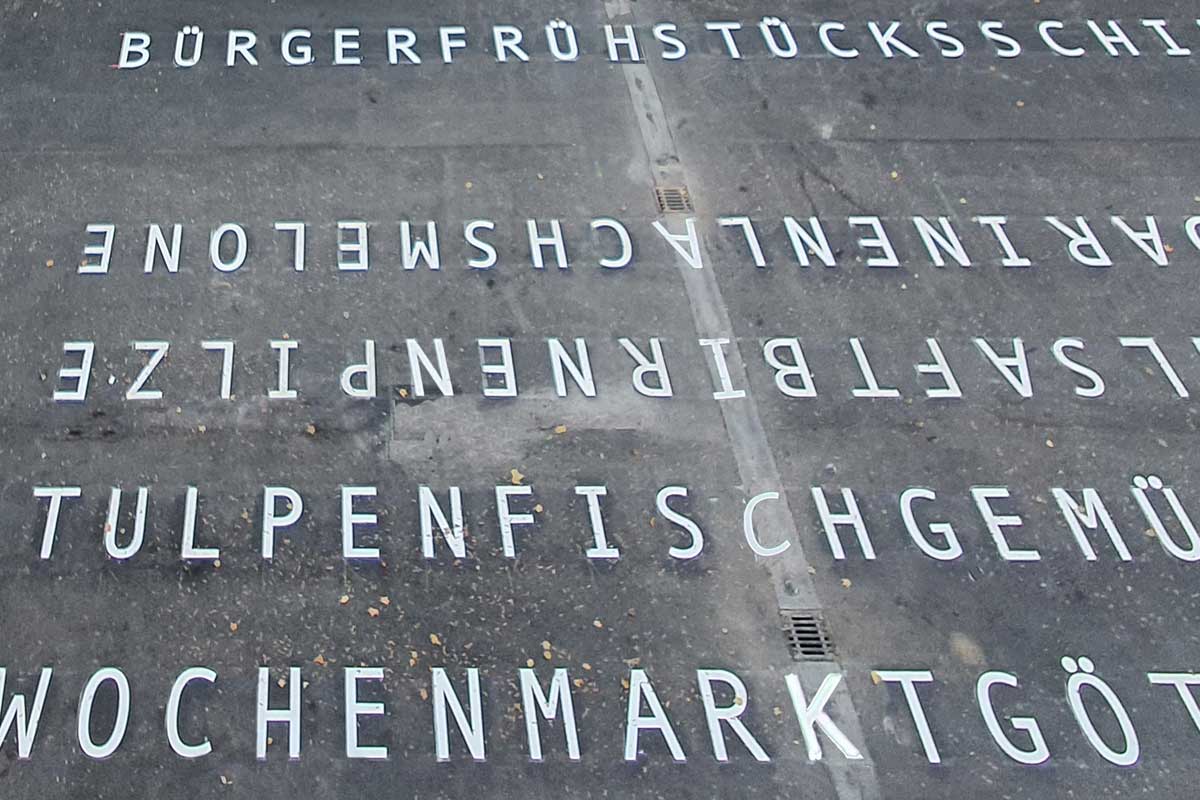 BÜRGERFRÜHSTÜCKSSCHI
ARINENLACHSMELONE
LSAFTBIRNENPILZE
TULPENFISCHGEMÜ
WOCHENMARKTGÖT